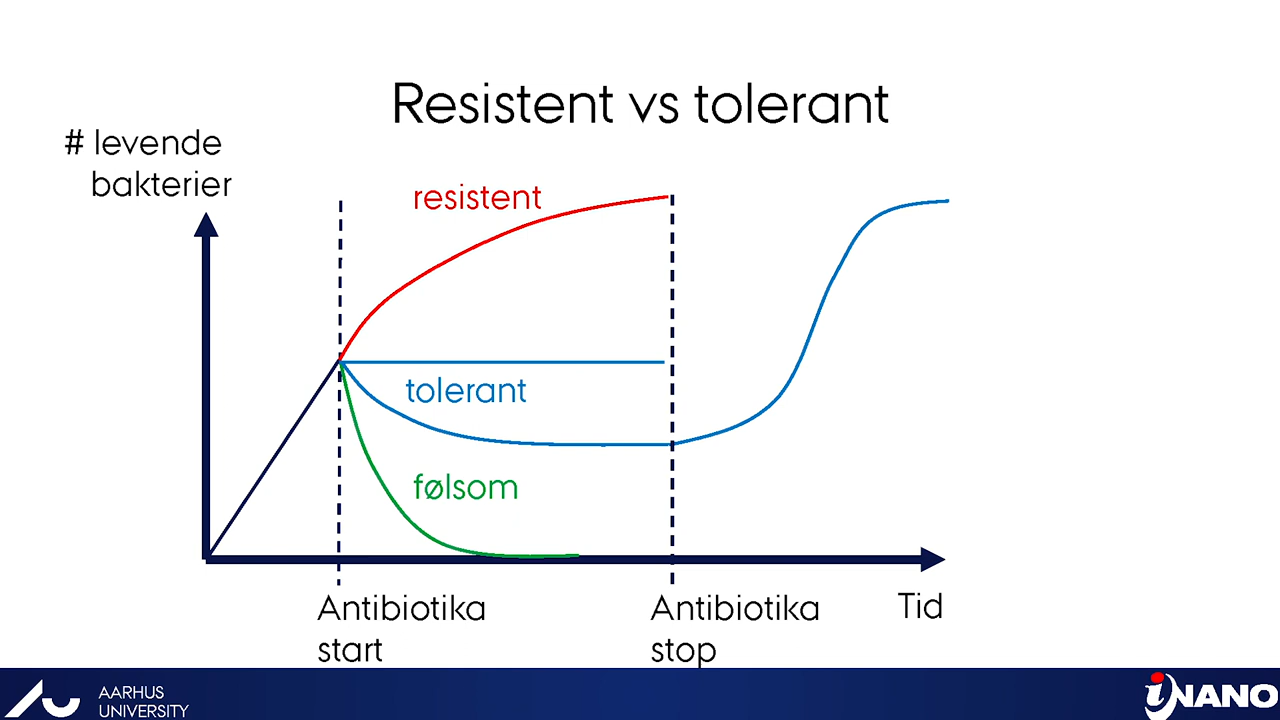 Resistent vs tolerant
# levende
bakterier
resistent
tolerant
følsom
Antibiotika
start
Antibiotika
stop
Tid
AARHUS
UNIVERSITY
iNANO